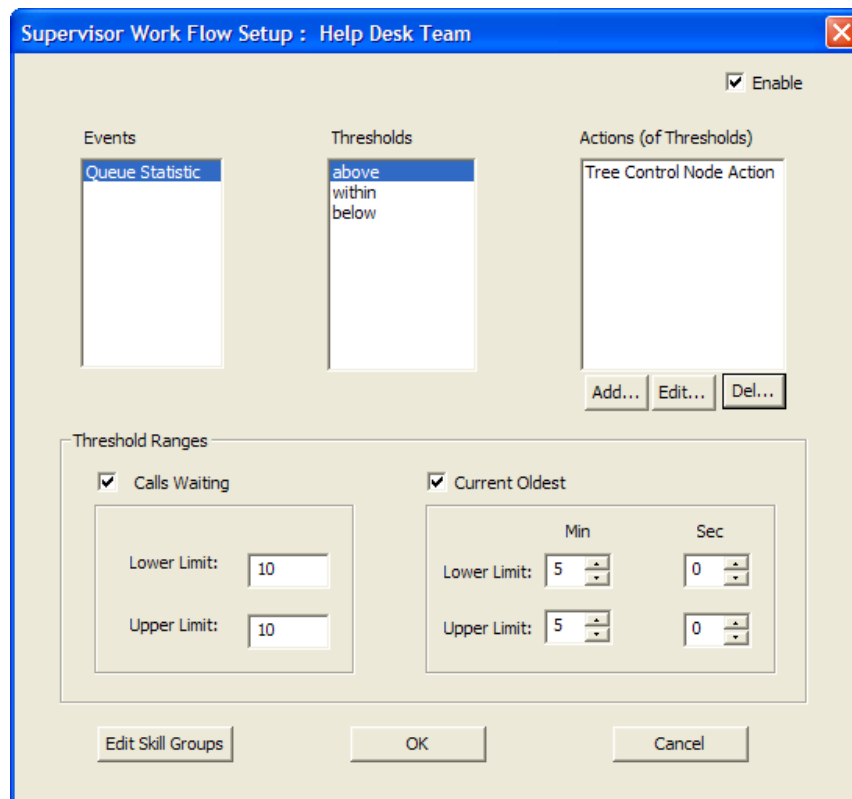 Supervisor Work Flow Setup : Help Desk Team
Enable
Events
Thresholds
Actions (of Thresholds)
Queue Statistic
above
within
below
Tree Control Node Action
Add...
Edit...
Del...
Threshold Ranges
Calls Waiting
Lower Limit:
10
Upper Limit:
10
Current Oldest
Min
Sec
Lower Limit:
5
0
Upper Limit:
5
0
Edit Skill Groups
OK
Cancel